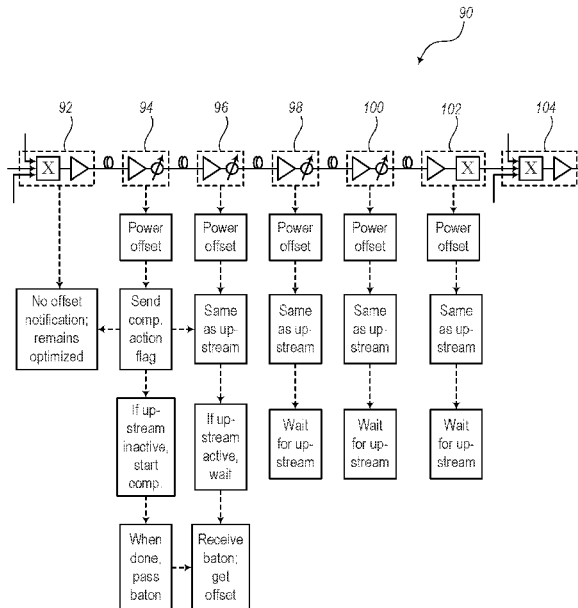 90
92
94
96
98
100
102
104
X
X
X
Power
offset
Power
offset
Power
offset
Power
offset
Power
offset
No offset
notification;
remains
optimized
Send
comp.
action
flag
Same
as up-
stream
Same
as up-
stream
Same
as up-
stream
Same
as up-
stream
If up-
stream
inactive,
start
comp.
If up-
stream
active,
wait
Wait
for up-
stream
Wait
for up-
stream
Wait
for up-
stream
When
done,
pass
baton
Receive
baton;
get
offset